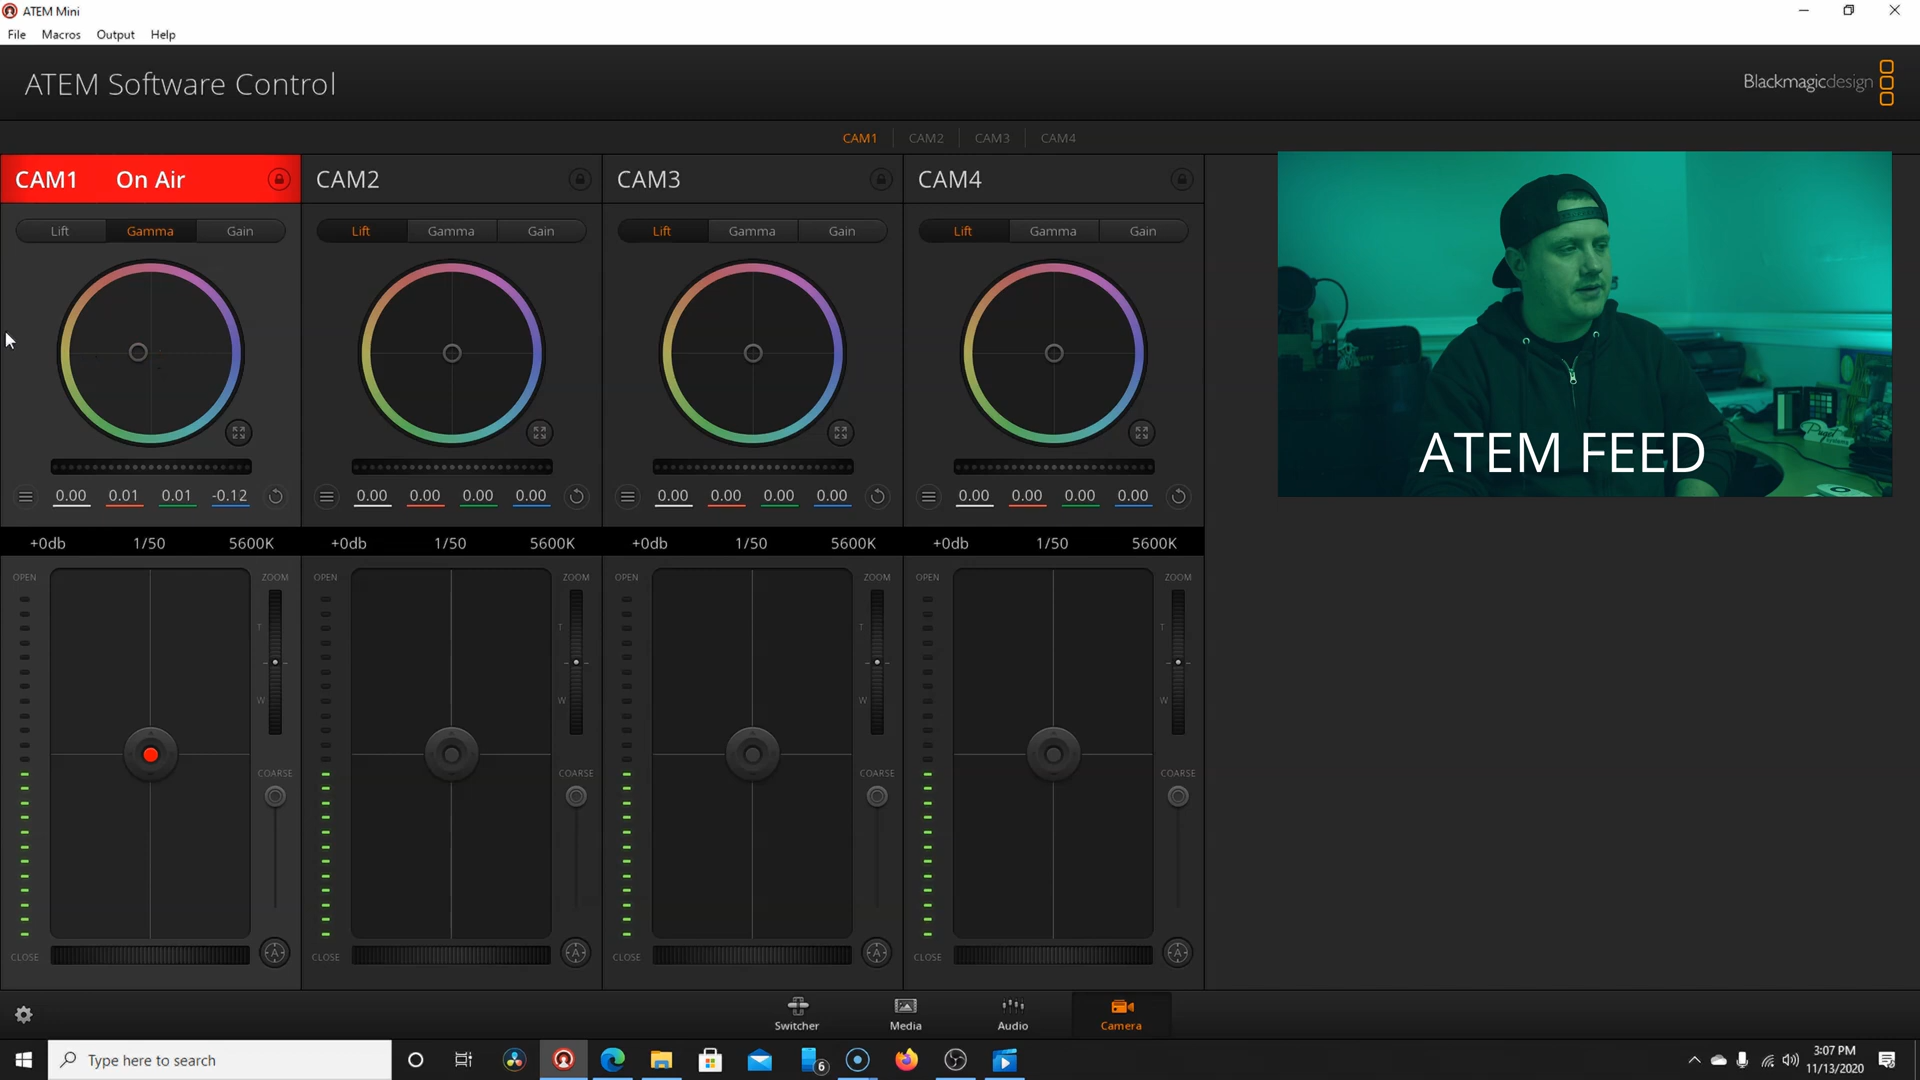 ATEM Mini
File Macros Output Help
ATEM Software Control
Blackmagicdesign
CAM1 CAM2 CAM3 CAM4
CAM1 On Air CAM2 CAM3 CAM4
Lift Gamma Gain Lift Gamma Gain Lift Gamma Gain Lift Gamma Gain
ATEM FEED
0.00 0.01 0.01 -0.12 0.00 0.00 0.00 0.00 0.00 0.00 0.00 0.00 0.00 0.00 0.00 0.00
+0db 1/50 5600K +0db 1/50 5600K +0db 1/50 5600K +0db 1/50 5600K
OPEN ZOOM OPEN ZOOM OPEN ZOOM OPEN ZOOM
T T T T
W W W W
COARSE COARSE COARSE COARSE
A A A A
CLOSE CLOSE CLOSE CLOSE
Switcher Media Audio Camera
Type here to search
6
3:07 PM
11/13/2020